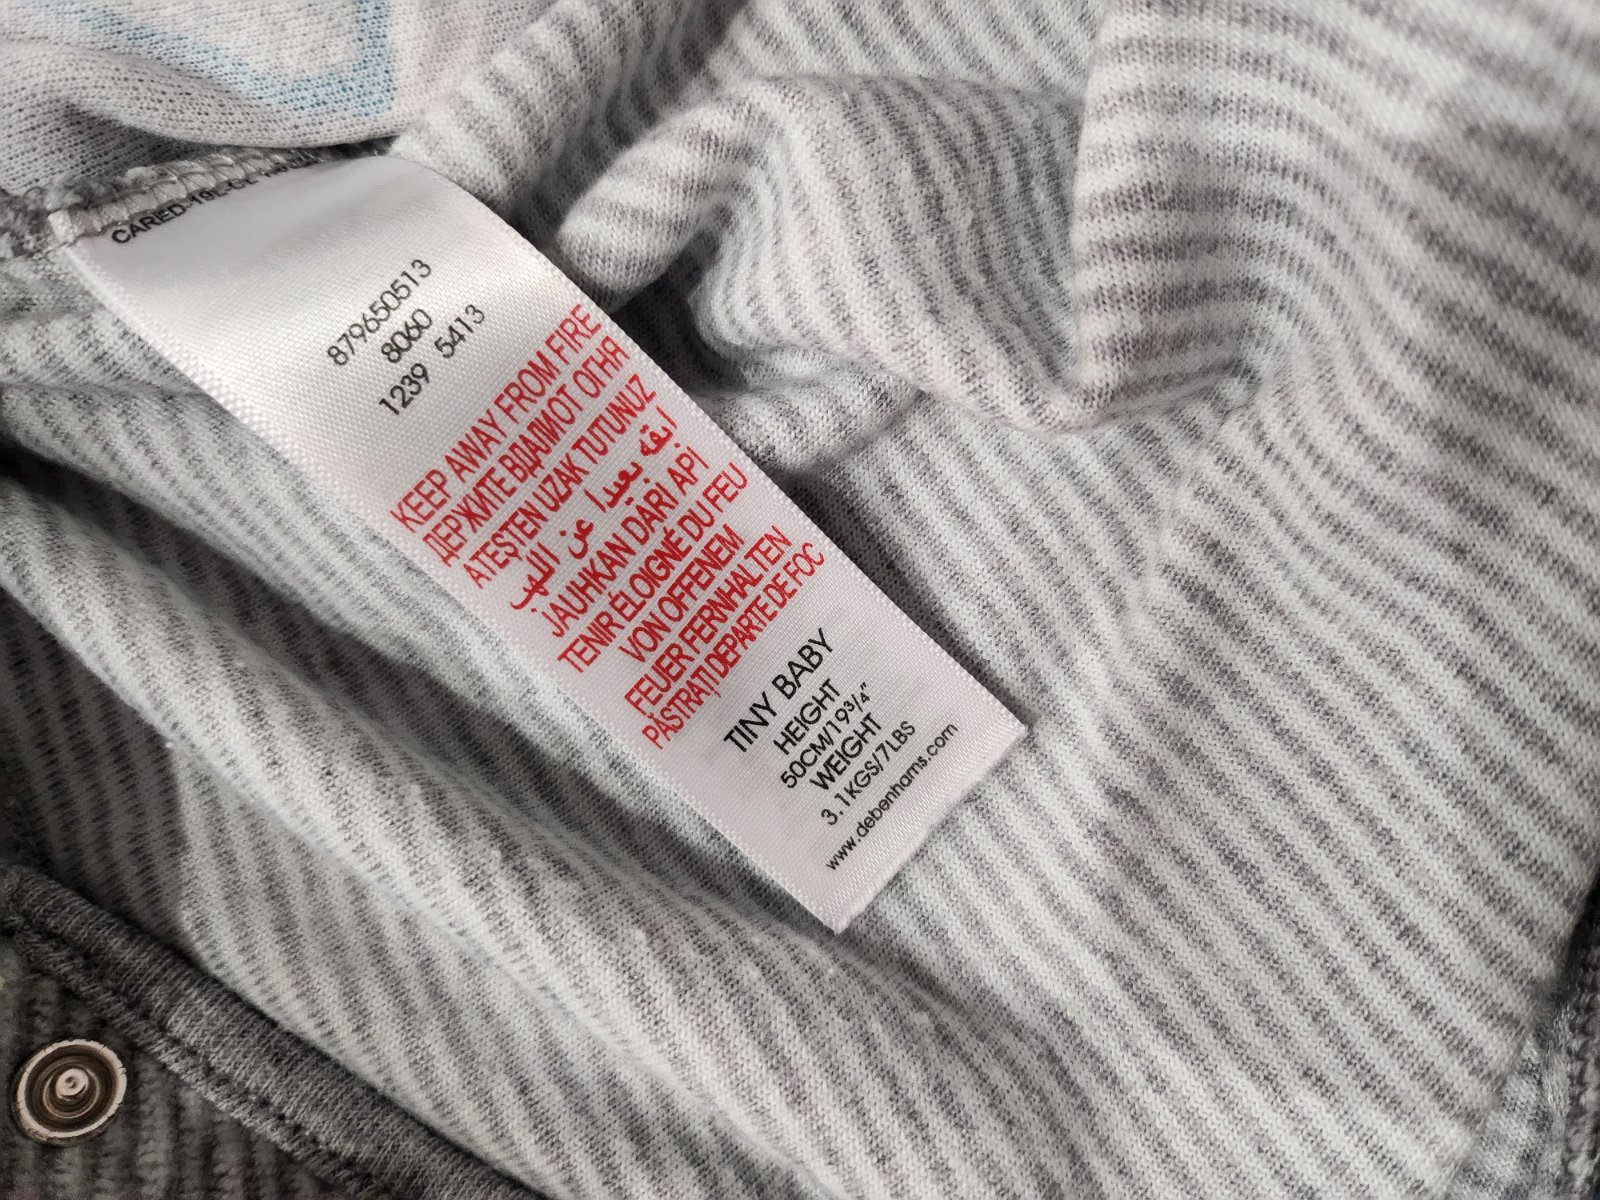 879650513
8060
1239 5413
KEEP AWAY FROM FIRE
ДЕРЖИТЕ ВДАЛИ ОТ ОГНЯ
ATEŞTEN UZAK TUTUNUZ
ابقه بعيدا عن اللهب
JAUHKAN DARI API
TENIR ÉLOIGNÉ DU FEU
VON OFFENEM
FEUER FERNHALTEN
PĂSTRAȚI DEPARTE DE FOC
TINY BABY
HEIGHT
50CM/19¾"
WEIGHT
3.1KGS/7LBS
www.debenhams.com